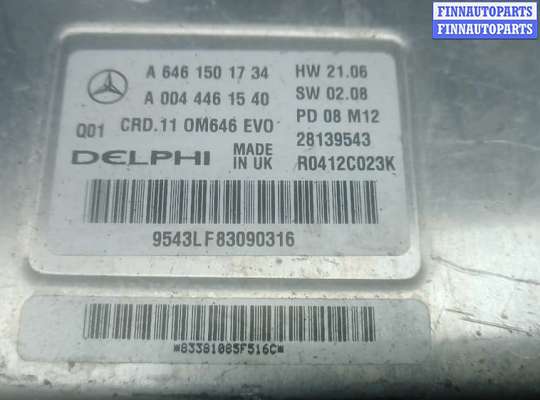 FINNAUTOPARTS
FINNAUTOPARTS
A 646 150 17 34 HW 21.06
A 004 446 15 40 SW 02.08
Q01 CRD.11 OM646 EVO PD 08 M12
DELPHI MADE IN UK 28139543
R0412C023K
9543LF83090316
*83381085F516C*